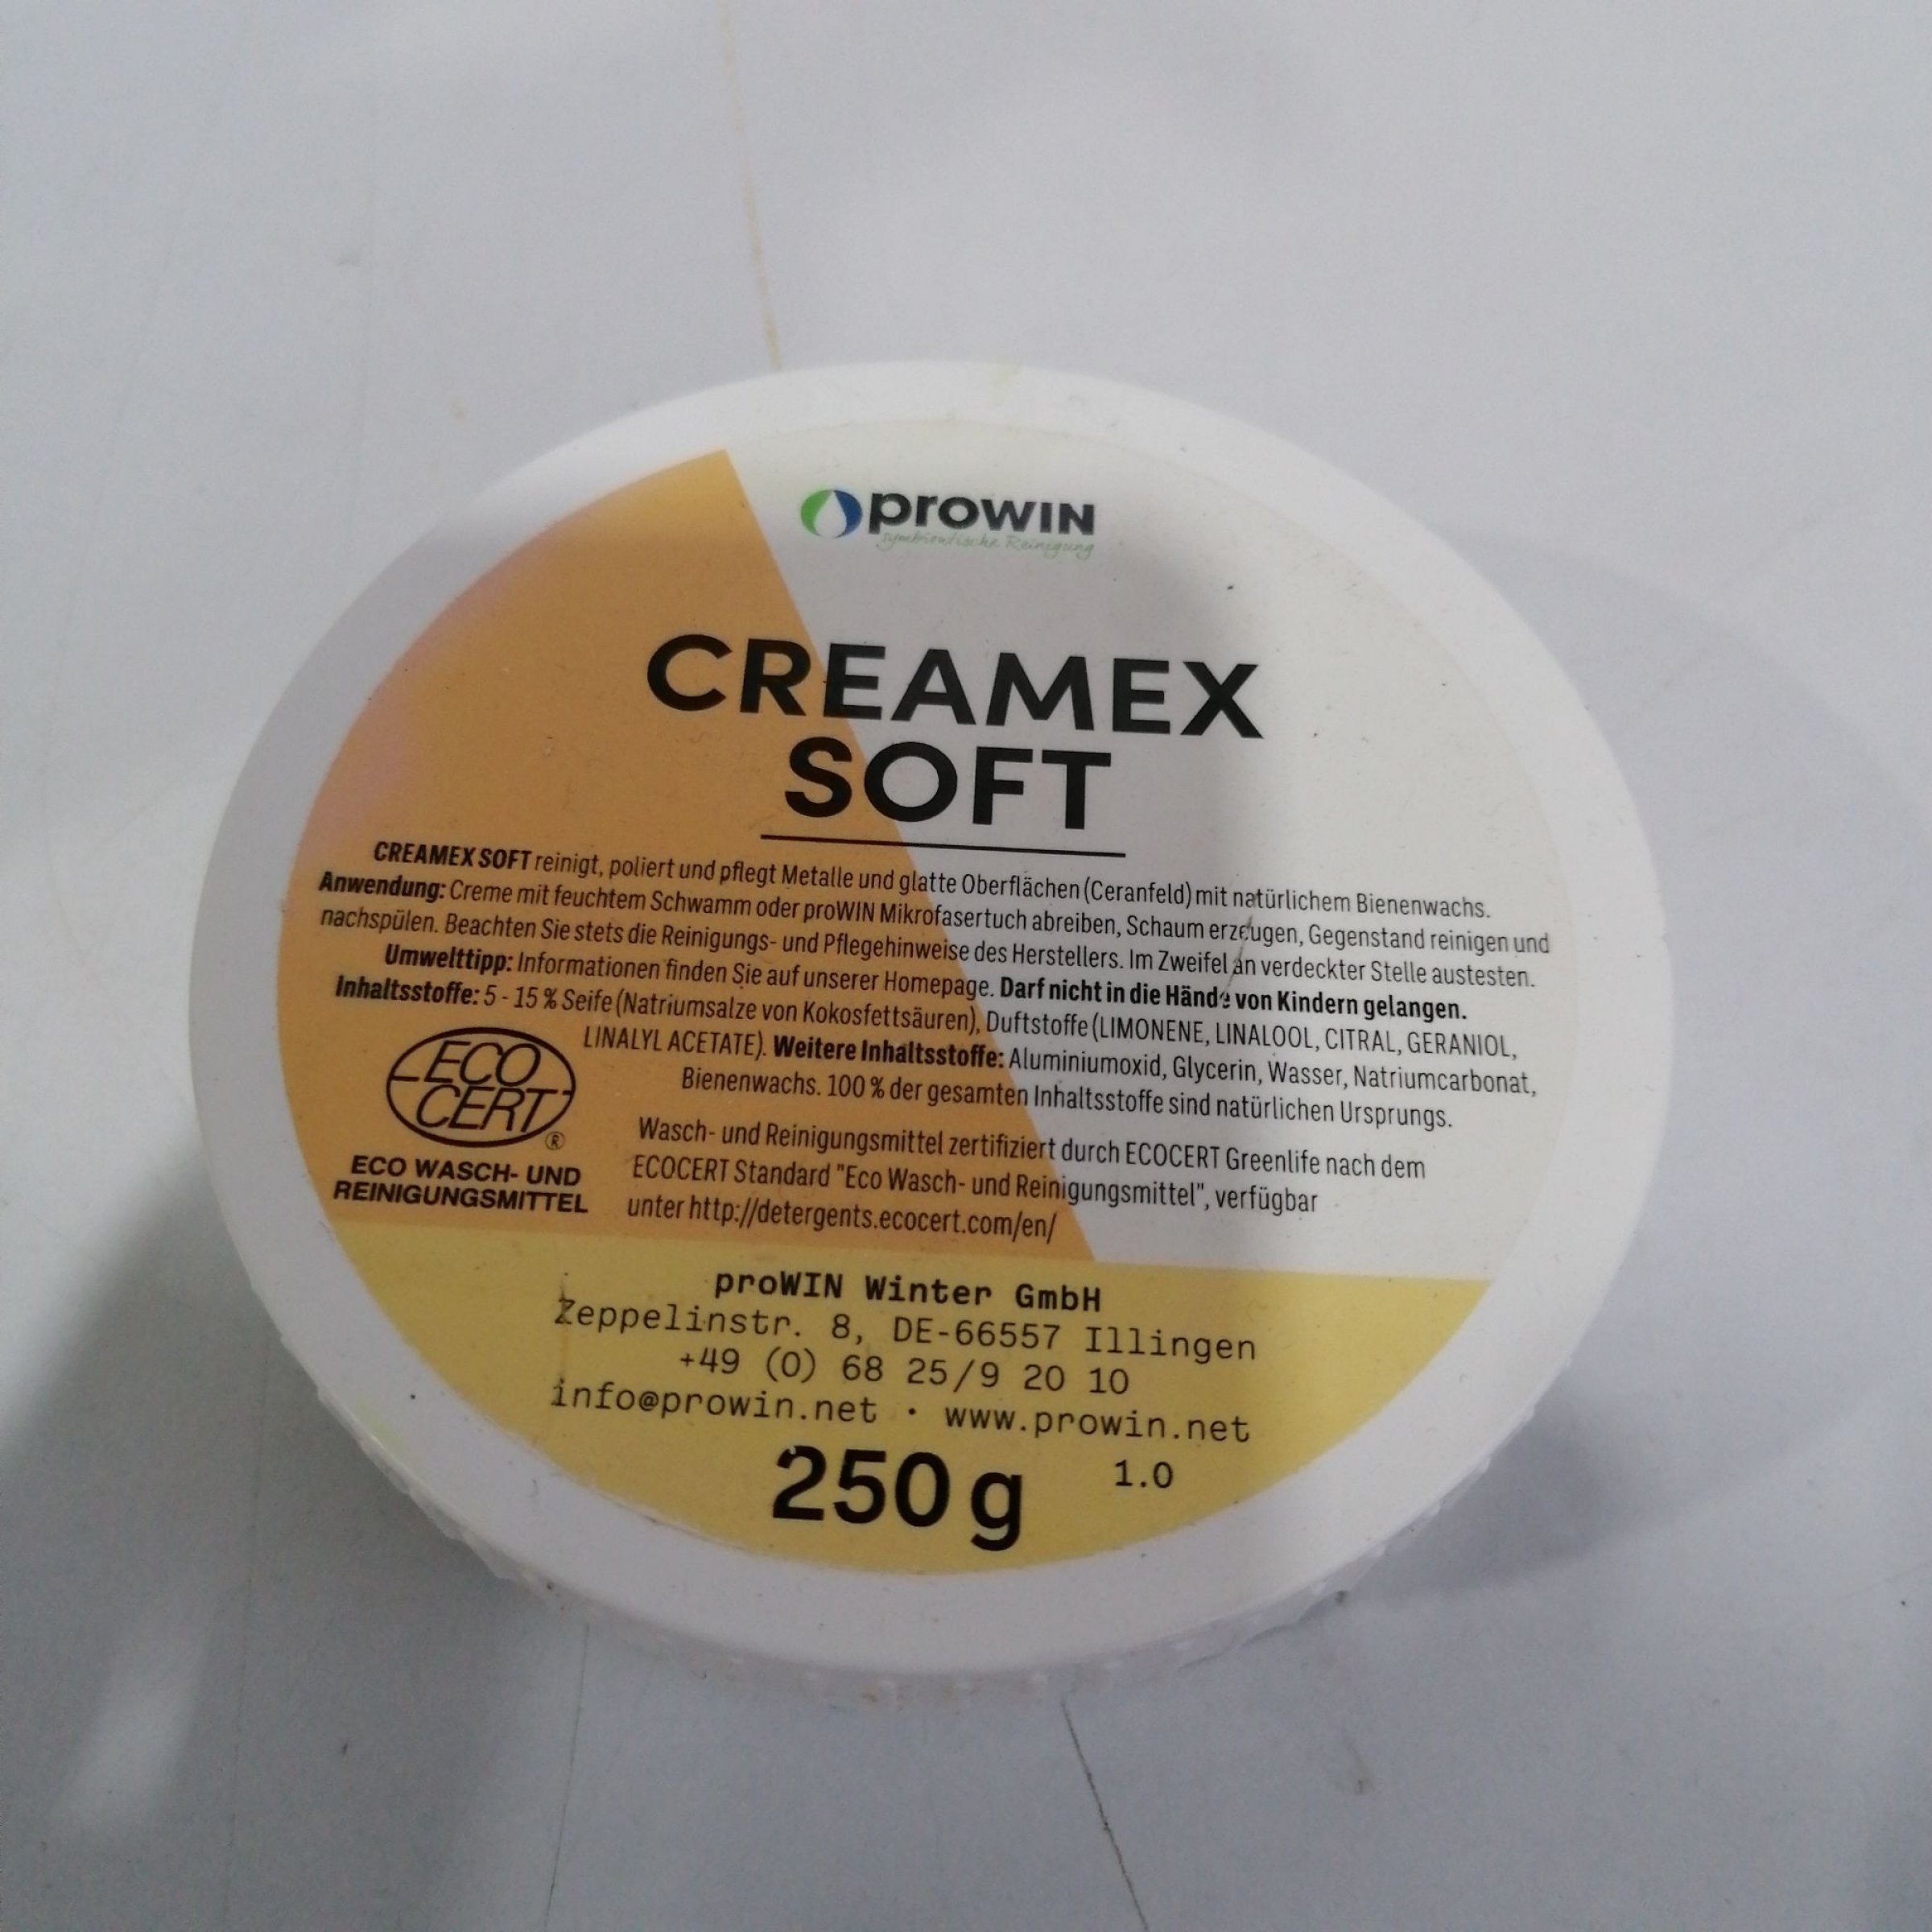 proWIN
symbiontische Reinigung
CREAMEX
SOFT
CREAMEX SOFT reinigt, poliert und pflegt Metalle und glatte Oberflächen (Ceranfeld) mit natürlichem Bienenwachs.
Anwendung: Creme mit feuchtem Schwamm oder proWIN Mikrofasertuch abreiben, Schaum erzeugen, Gegenstand reinigen und
nachspülen. Beachten Sie stets die Reinigungs- und Pflegehinweise des Herstellers. Im Zweifel an verdeckter Stelle austesten.
Umwelttipp: Informationen finden Sie auf unserer Homepage. Darf nicht in die Hände von Kindern gelangen.
Inhaltsstoffe: 5 - 15 % Seife (Natriumsalze von Kokosfettsäuren), Duftstoffe (LIMONENE, LINALOOL, CITRAL, GERANIOL,
LINALYL ACETATE). Weitere Inhaltsstoffe: Aluminiumoxid, Glycerin, Wasser, Natriumcarbonat,
Bienenwachs. 100 % der gesamten Inhaltsstoffe sind natürlichen Ursprungs.
ECO
CERT
®
ECO WASCH- UND
REINIGUNGSMITTEL
Wasch- und Reinigungsmittel zertifiziert durch ECOCERT Greenlife nach dem
ECOCERT Standard "Eco Wasch- und Reinigungsmittel", verfügbar
unter http://detergents.ecocert.com/en/
proWIN Winter GmbH
Zeppelinstr. 8, DE-66557 Illingen
+49 (0) 68 25/9 20 10
info@prowin.net · www.prowin.net
250 g
1.0